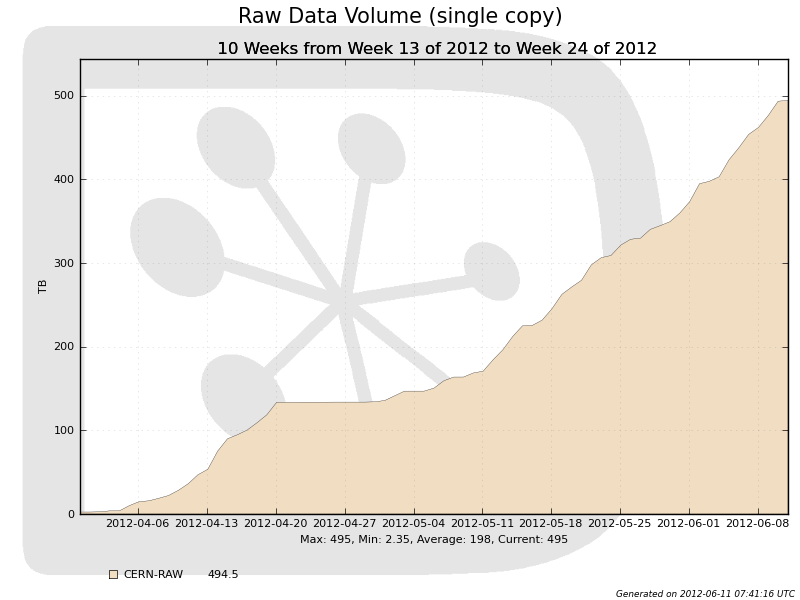 Raw Data Volume (single copy)
10 Weeks from Week 13 of 2012 to Week 24 of 2012
500
400
300
200
100
0
TB
2012-04-06 2012-04-13 2012-04-20 2012-04-27 2012-05-04 2012-05-11 2012-05-18 2012-05-25 2012-06-01 2012-06-08
Max: 495, Min: 2.35, Average: 198, Current: 495
CERN-RAW 494.5
Generated on 2012-06-11 07:41:16 UTC